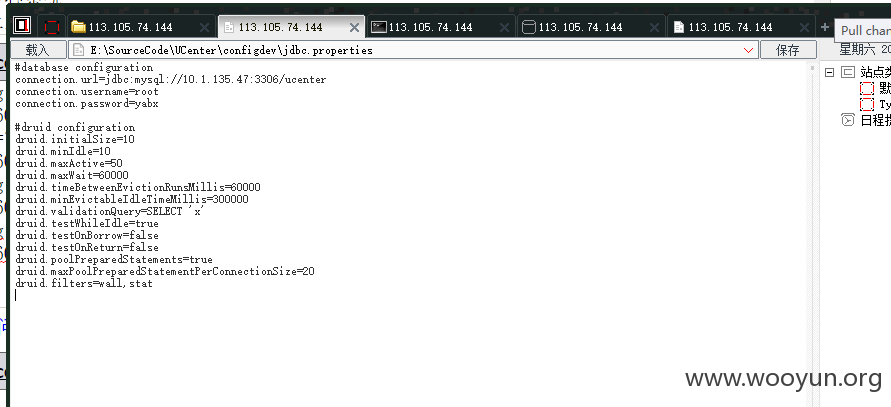 113.105.74.144
113.105.74.144
113.105.74.144
113.105.74.144
113.105.74.144
+
Pull chan
载入
E:\SourceCode\UCenter\configdev\jdbc.properties
保存
星期六 20
#database configuration
connection.url=jdbc:mysql://10.1.135.47:3306/ucenter
connection.username=root
connection.password=yabx
#druid configuration
druid.initialSize=10
druid.minIdle=10
druid.maxActive=50
druid.maxWait=60000
druid.timeBetweenEvictionRunsMillis=60000
druid.minEvictableIdleTimeMillis=300000
druid.validationQuery=SELECT 'x'
druid.testWhileIdle=true
druid.testOnBorrow=false
druid.testOnReturn=false
druid.poolPreparedStatements=true
druid.maxPoolPreparedStatementPerConnectionSize=20
druid.filters=wall,stat
站点类
默
Ty
日程提
www.wooyun.org